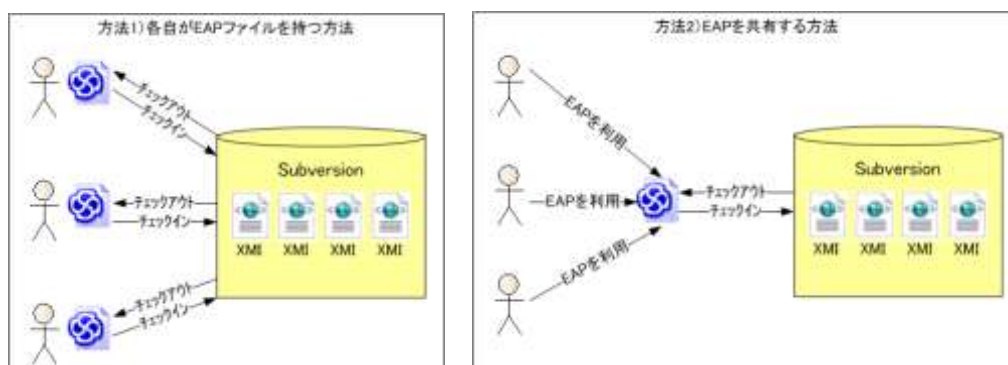 方法1)各自がEAPファイルを持つ方法
チェックアウト
チェックイン
チェックアウト
チェックイン
チェックアウト
チェックイン
Subversion
XMI XMI XMI XMI
方法2)EAPを共有する方法
EAPを利用
EAPを利用
EAPを利用
チェックアウト
チェックイン
Subversion
XMI XMI XMI XMI